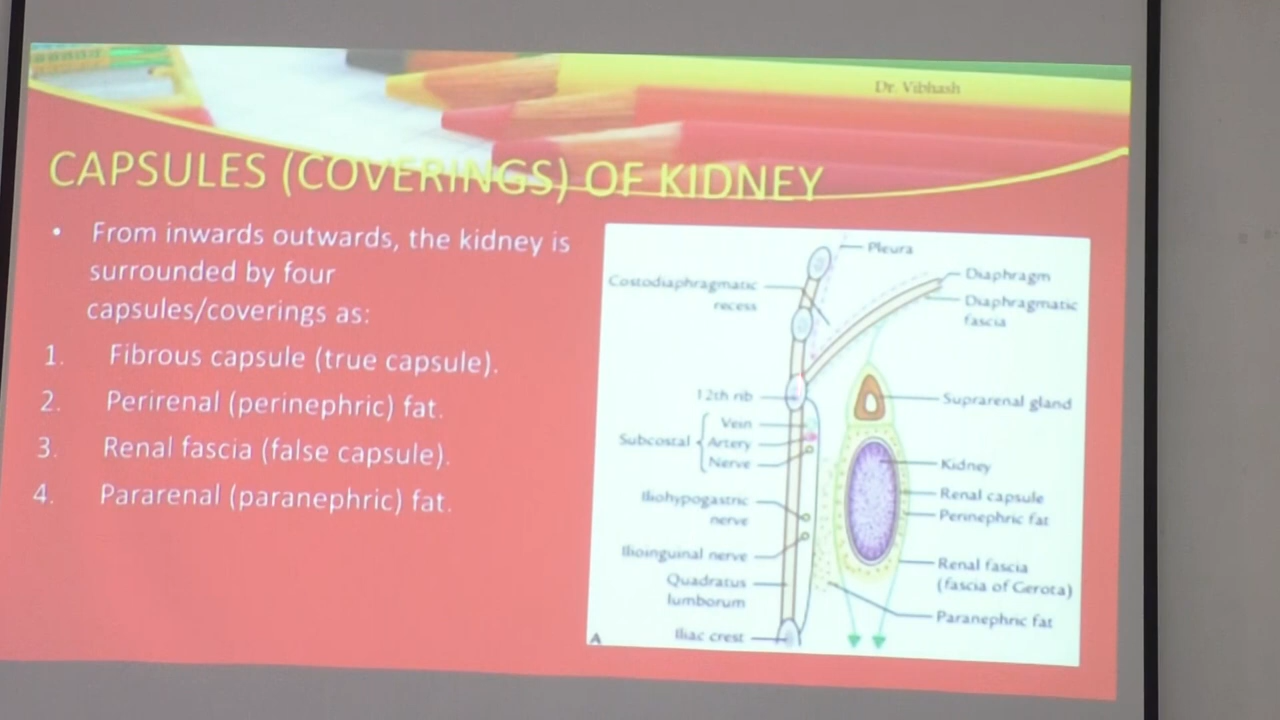 Dr. Vibhash
CAPSULES (COVERINGS) OF KIDNEY
• From inwards outwards, the kidney is
surrounded by four
capsules/coverings as:
1. Fibrous capsule (true capsule).
2. Perirenal (perinephric) fat.
3. Renal fascia (false capsule).
4. Pararenal (paranephric) fat.
Pleura
Costodiaphragmatic
recess
Diaphragm
Diaphragmatic
fascia
12th rib
Suprarenal gland
Subcostal
Vein
Artery
Nerve
Kidney
Renal capsule
Perinephric fat
Iliohypogastric
nerve
Ilioinguinal nerve
Renal fascia
(fascia of Gerota)
Quadratus
lumborum
Paranephric fat
Iliac crest
A